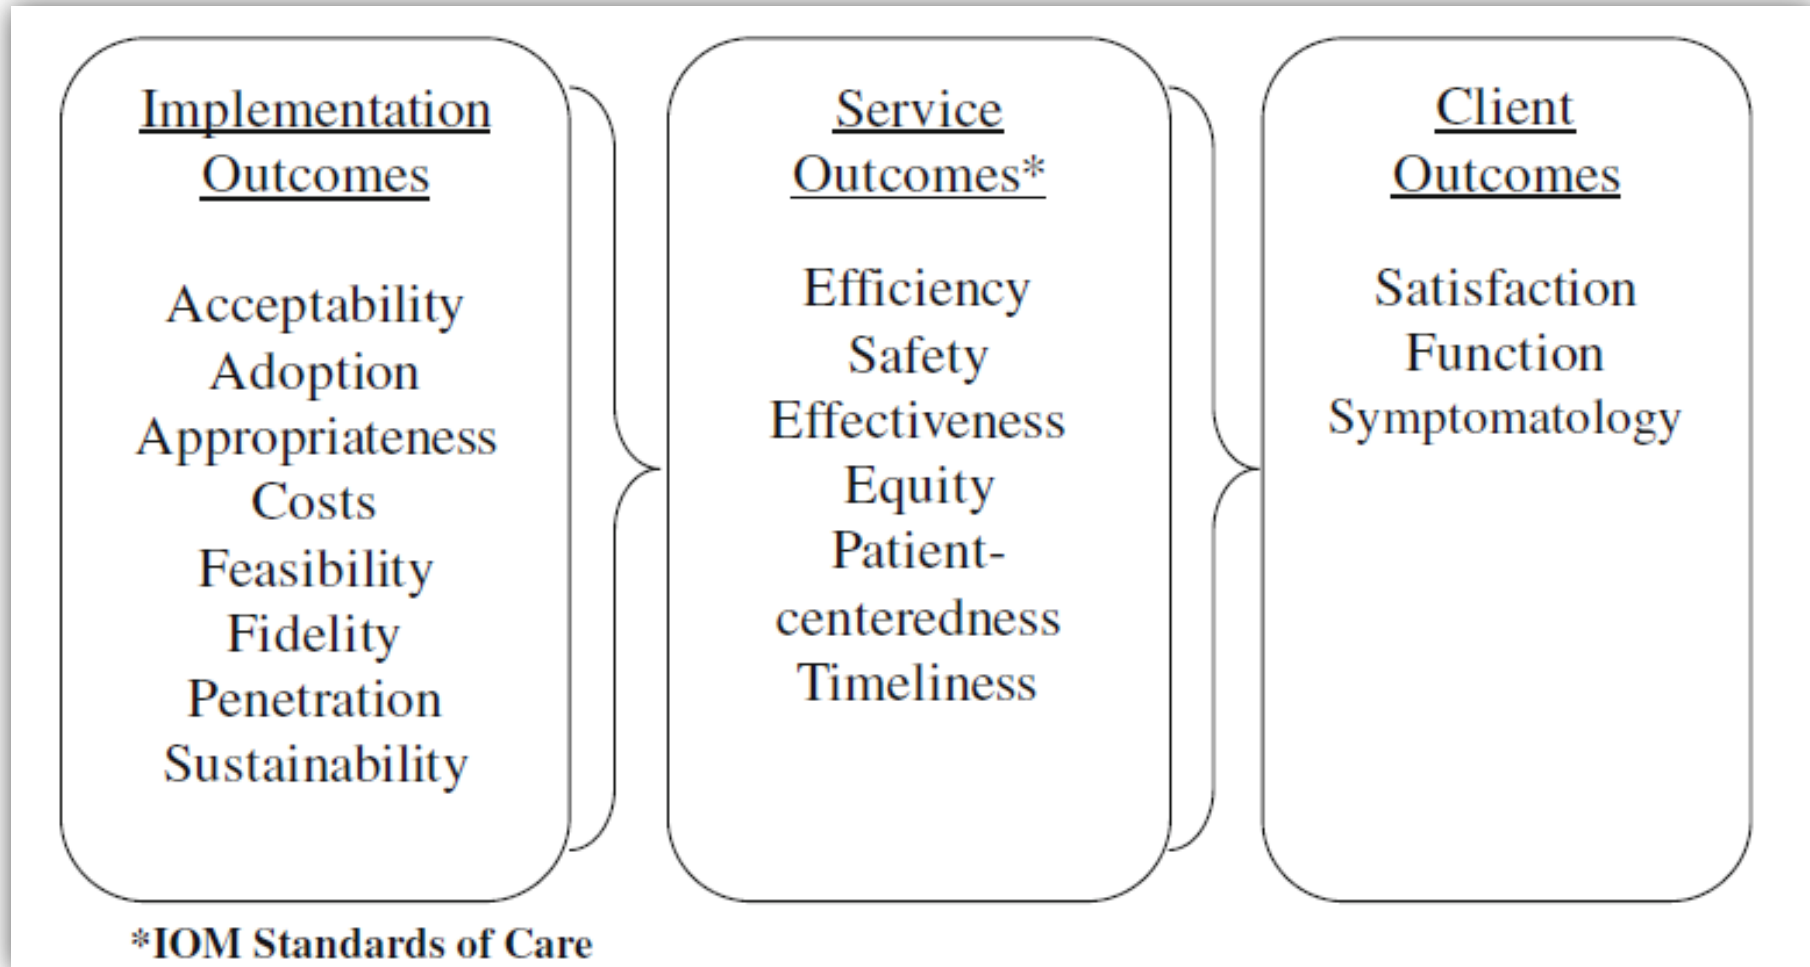 Implementation
Outcomes
Acceptability
Adoption
Appropriateness
Costs
Feasibility
Fidelity
Penetration
Sustainability
Service
Outcomes*
Efficiency
Safety
Effectiveness
Equity
Patient-
centeredness
Timeliness
Client
Outcomes
Satisfaction
Function
Symptomatology
*IOM Standards of Care